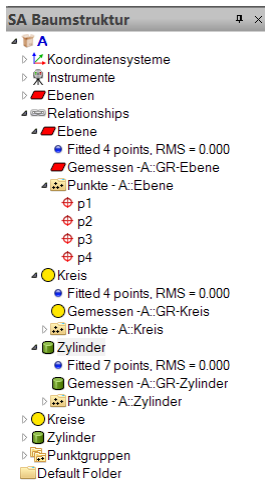 SA Baumstruktur
A
Koordinatensysteme
Instrumente
Ebenen
Relationships
Ebene
Fitted 4 points, RMS = 0.000
Gemessen -A::GR-Ebene
Punkte - A::Ebene
p1
p2
p3
p4
Kreis
Fitted 4 points, RMS = 0.000
Gemessen -A::GR-Kreis
Punkte - A::Kreis
Zylinder
Fitted 7 points, RMS = 0.000
Gemessen -A::GR-Zylinder
Punkte - A::Zylinder
Kreise
Zylinder
Punktgruppen
Default Folder